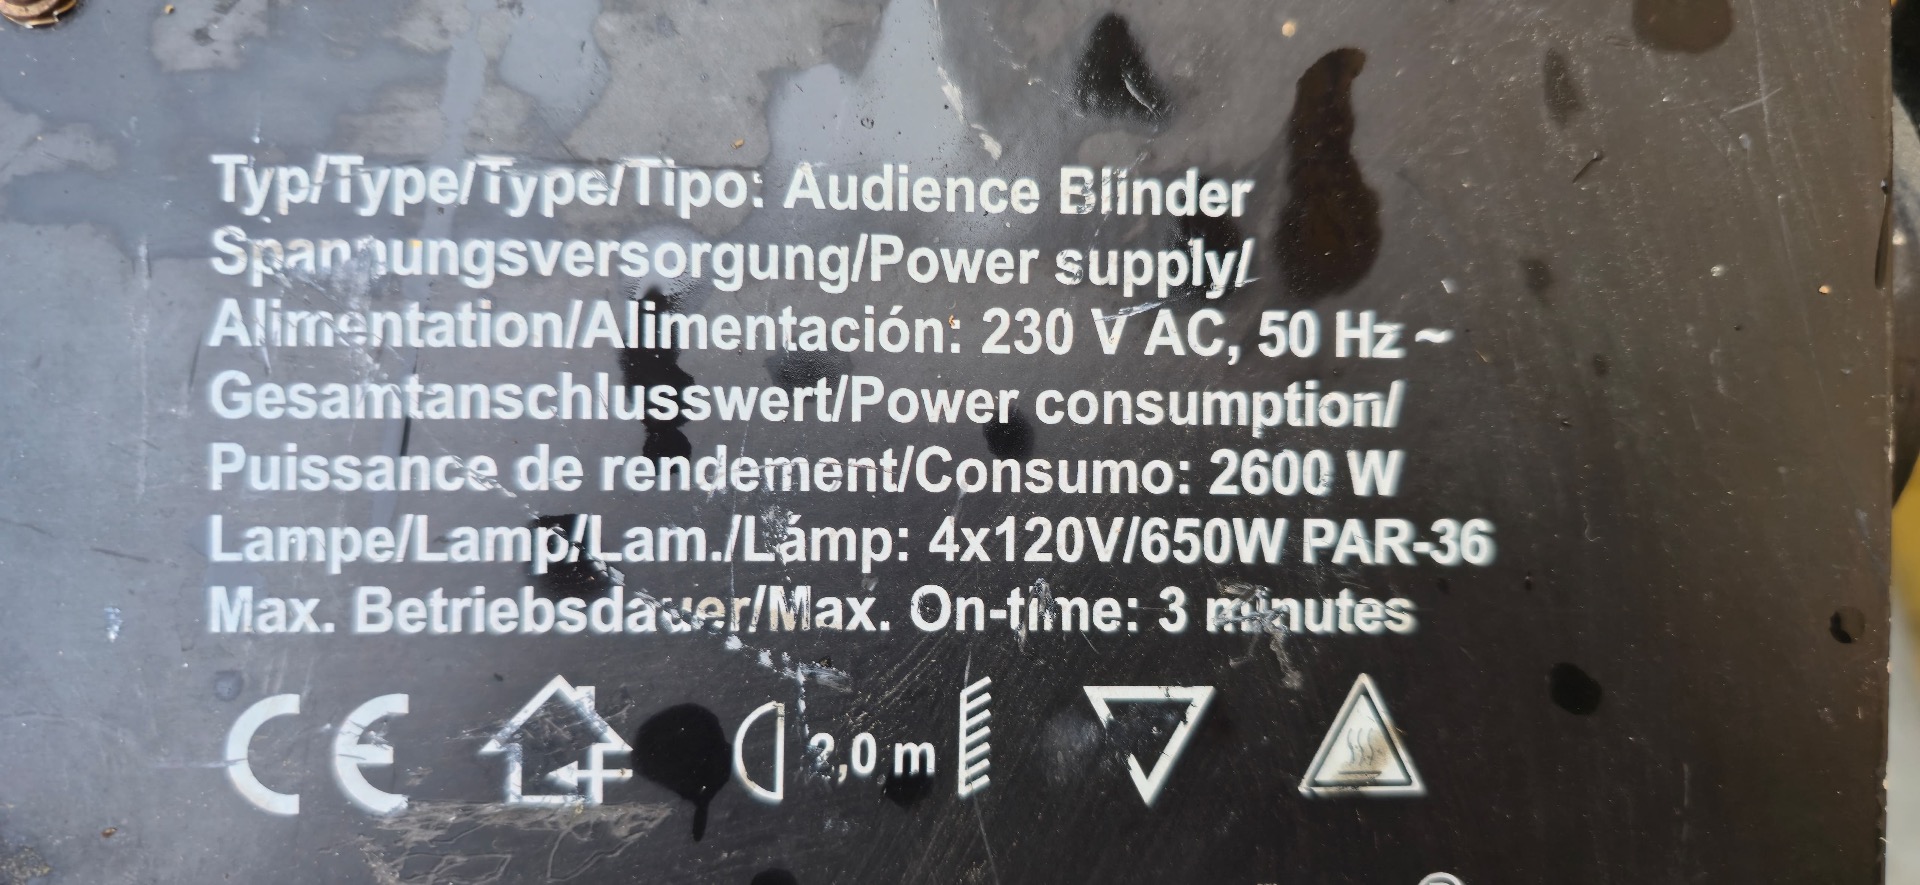 Typ/Type/Type/Tipo: Audience Blinder
Spannungsversorgung/Power supply/
Alimentation/Alimentación: 230 V AC, 50 Hz ~
Gesamtanschlusswert/Power consumption/
Puissance de rendement/Consumo: 2600 W
Lampe/Lamp/Lam./Lámp: 4x120V/650W PAR-36
Max. Betriebsdauer/Max. On-time: 3 minutes
CE 2,0 m